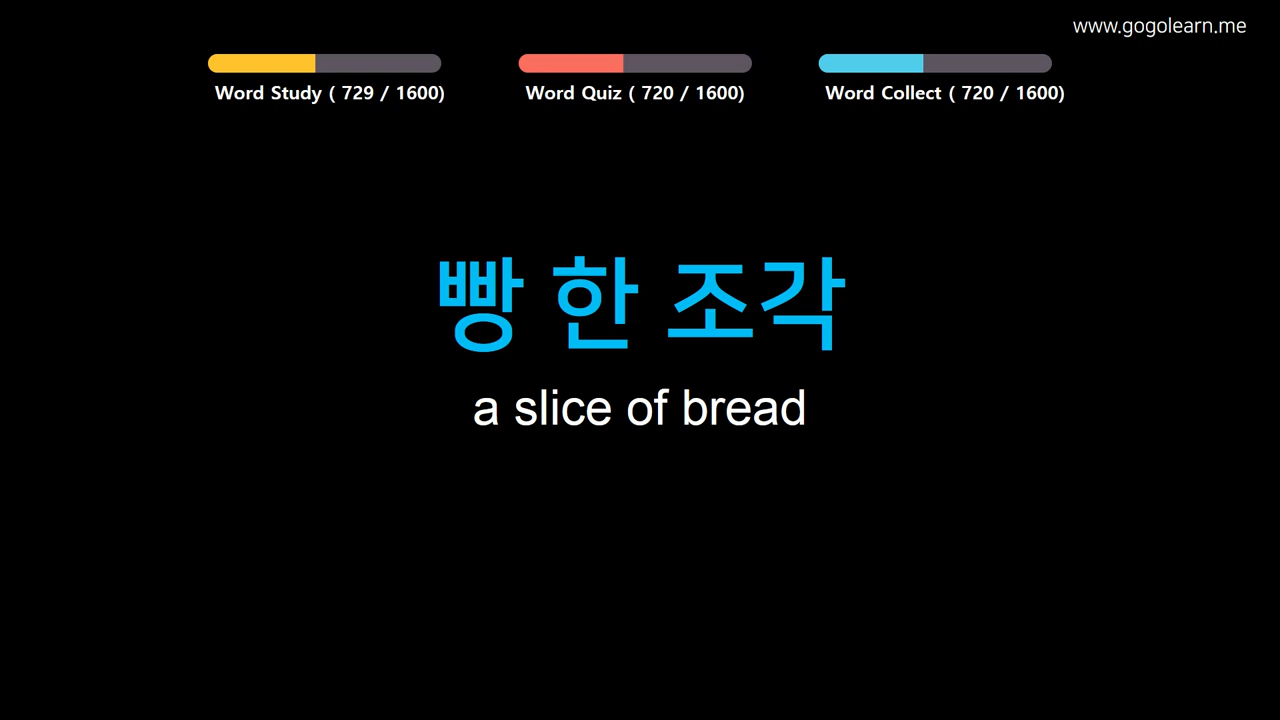 www.gogolearn.me
Word Study ( 729 / 1600)
Word Quiz ( 720 / 1600)
Word Collect ( 720 / 1600)
빵 한 조각
a slice of bread